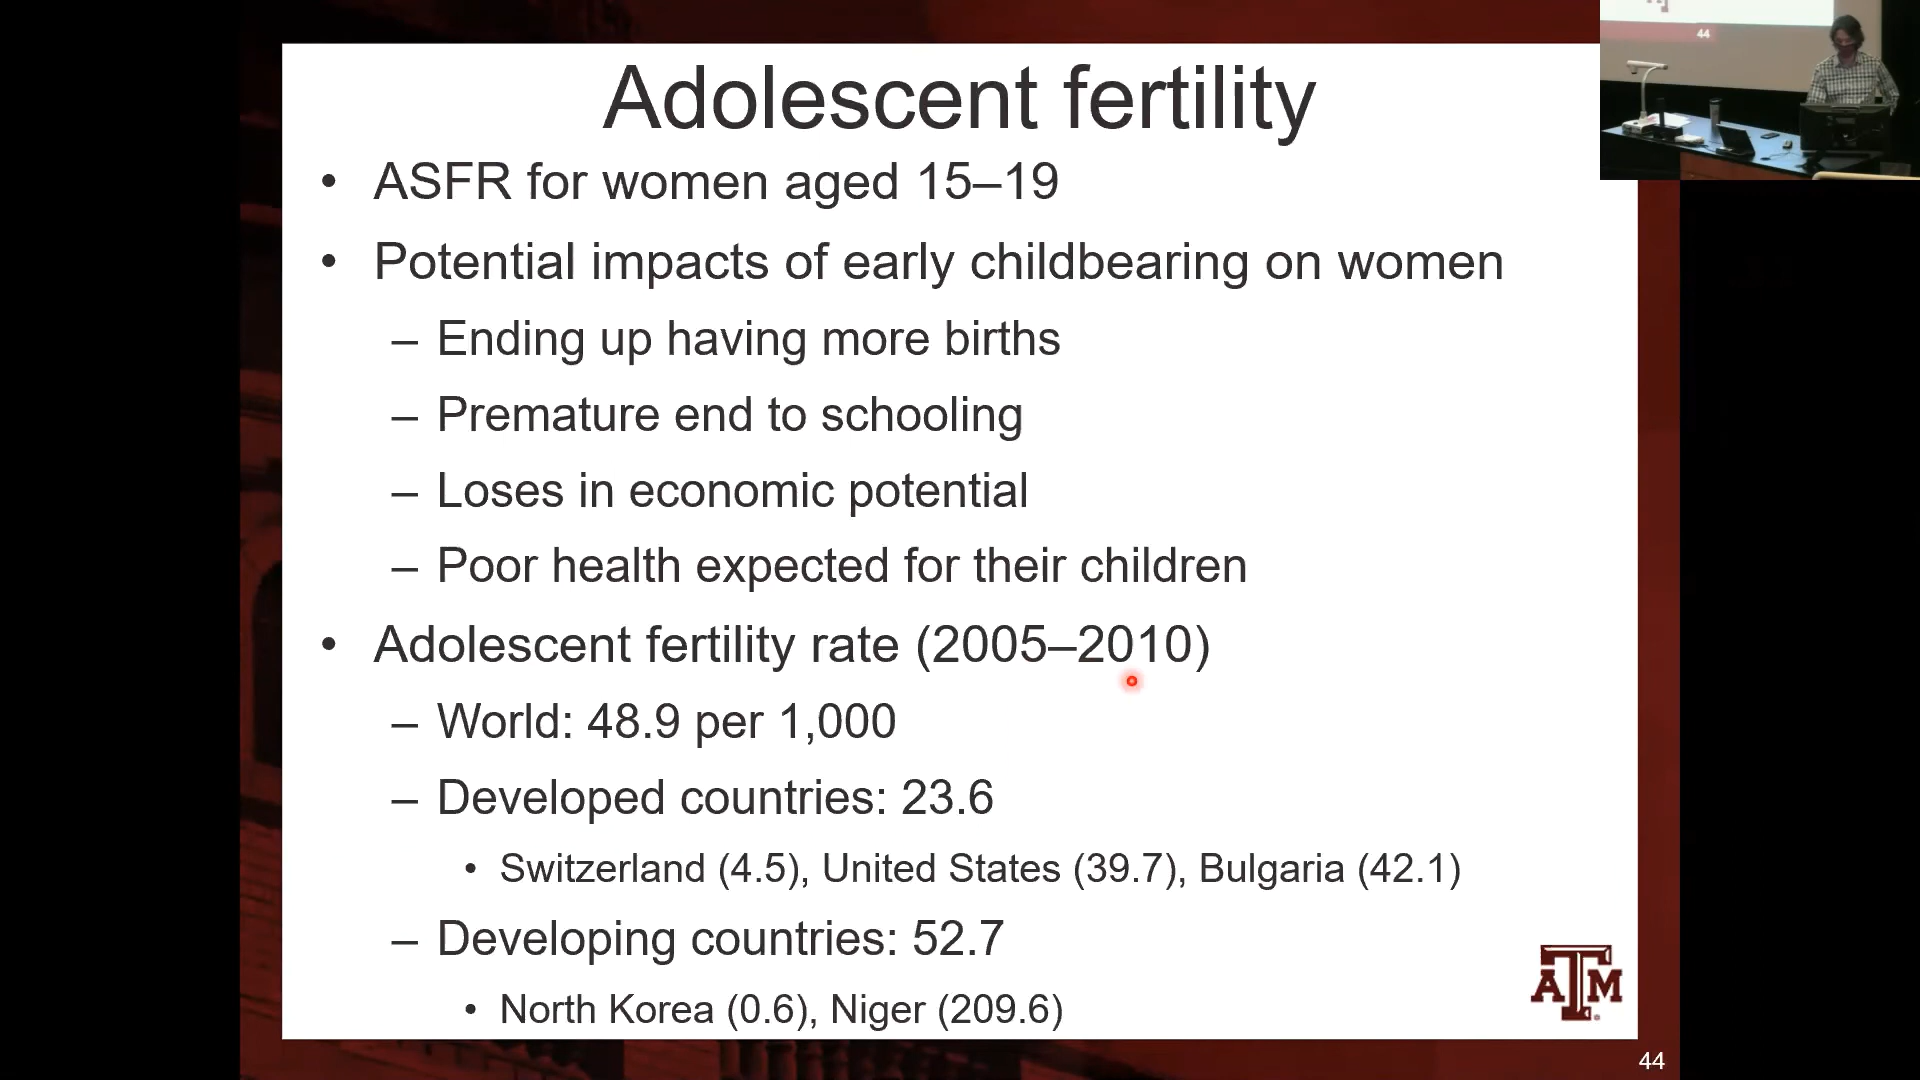 Adolescent fertility
• ASFR for women aged 15–19
• Potential impacts of early childbearing on women
– Ending up having more births
– Premature end to schooling
– Loses in economic potential
– Poor health expected for their children
• Adolescent fertility rate (2005–2010)
– World: 48.9 per 1,000
– Developed countries: 23.6
• Switzerland (4.5), United States (39.7), Bulgaria (42.1)
– Developing countries: 52.7
• North Korea (0.6), Niger (209.6)
ATM
44
44